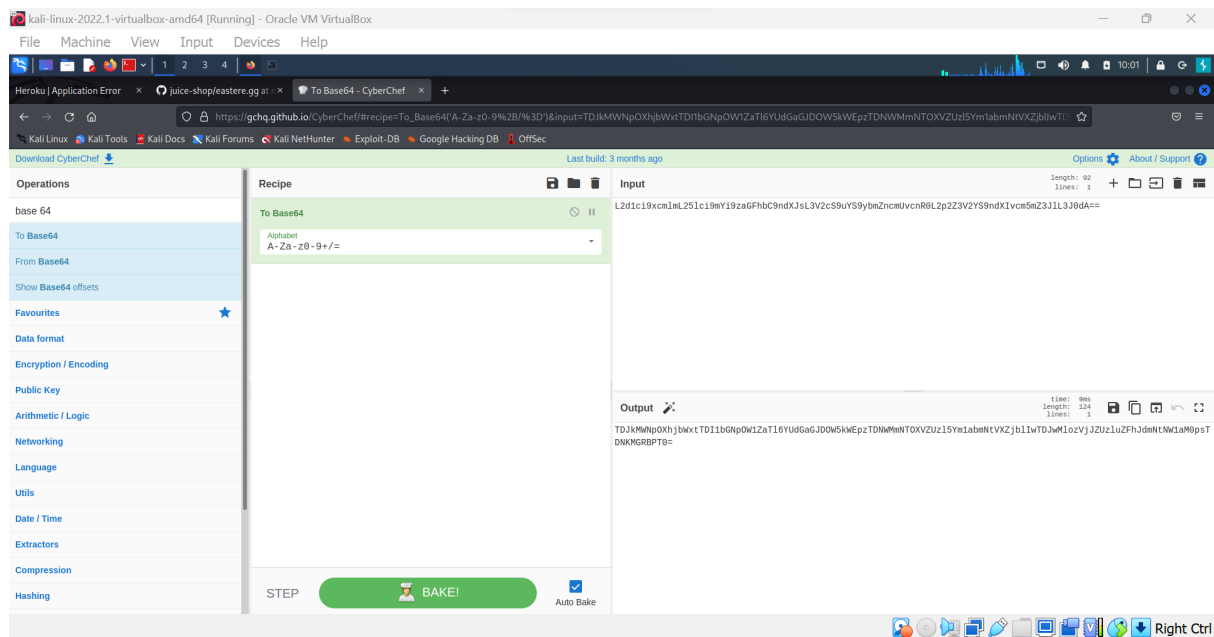 kali-linux-2022.1-virtualbox-amd64 [Running] - Oracle VM VirtualBox
File Machine View Input Devices Help
1 2 3 4
10:01
Heroku | Application Error
juice-shop/eastere.gg at r
To Base64 - CyberChef
https://gchq.github.io/CyberChef/#recipe=To_Base64('A-Za-z0-9%2B/%3D')&input=
Kali Linux Kali Tools Kali Docs Kali Forums Kali NetHunter Exploit-DB Google Hacking DB OffSec
Download CyberChef
Last build: 3 months ago
Options About / Support
Operations
base 64
To Base64
From Base64
Show Base64 offsets
Favourites
Data format
Encryption / Encoding
Public Key
Arithmetic / Logic
Networking
Language
Utils
Date / Time
Extractors
Compression
Hashing
Recipe
To Base64
Alphabet
A-Za-z0-9+/=
STEP
BAKE!
Auto Bake
Input
length: 92
lines: 1
L2d1ci9xcmlmL25lci9mYi9zaGFhbC9ndXJsL3V2cS9uYS9ybmZncmUvcnR0L2p2Z3V2YS9ndXIvcm5mZ3JlL3J0dA==
Output
time: 9ms
length: 124
lines: 1
Right Ctrl